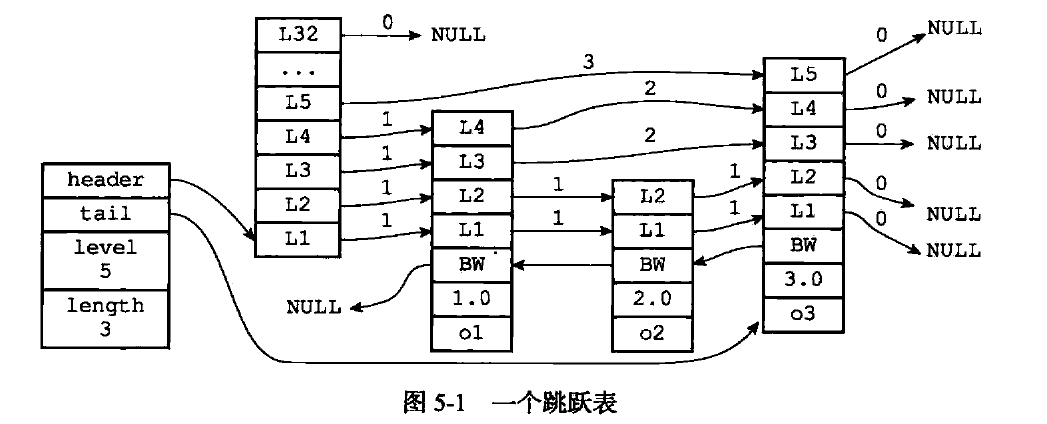 header
tail
level
5
length
3
L32
...
L5
L4
L3
L2
L1
0
NULL
3
1
1
1
1
NULL
L4
L3
L2
L1
BW
1.0
o1
2
2
1
1
L2
L1
BW
2.0
o2
1
1
L5
L4
L3
L2
L1
BW
3.0
o3
0
NULL
0
NULL
0
NULL
0
NULL
0
NULL
图 5-1 一个跳跃表